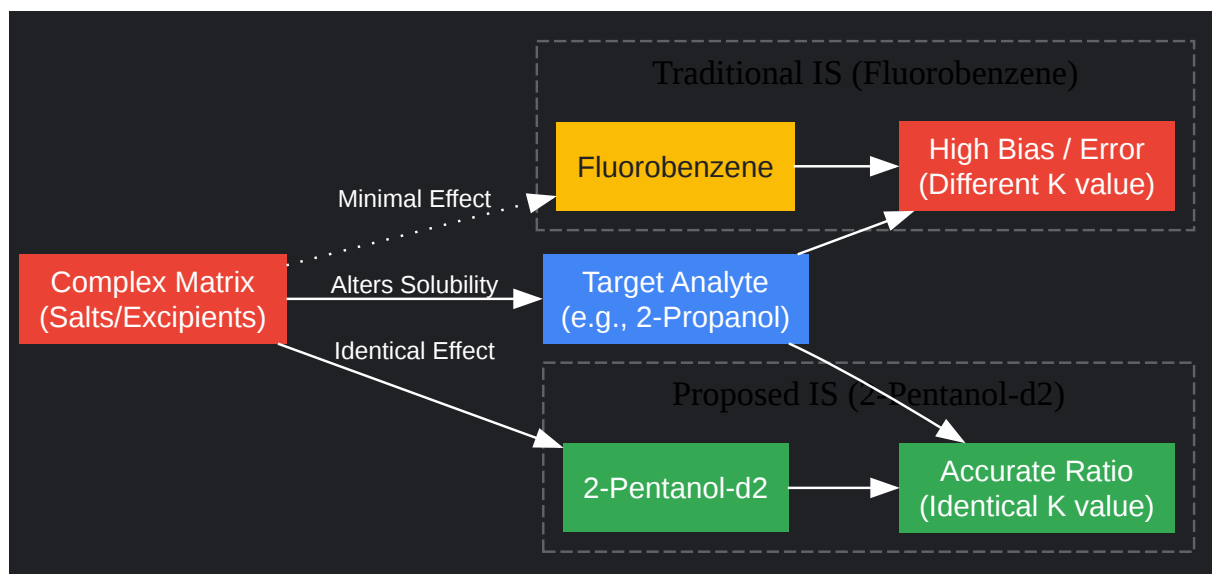 Traditional IS (Fluorobenzene)
Fluorobenzene
High Bias / Error
(Different K value)
Minimal Effect
Complex Matrix
(Salts/Excipients)
Alters Solubility
Target Analyte
(e.g., 2-Propanol)
Identical Effect
Proposed IS (2-Pentanol-d2)
2-Pentanol-d2
Accurate Ratio
(Identical K value)